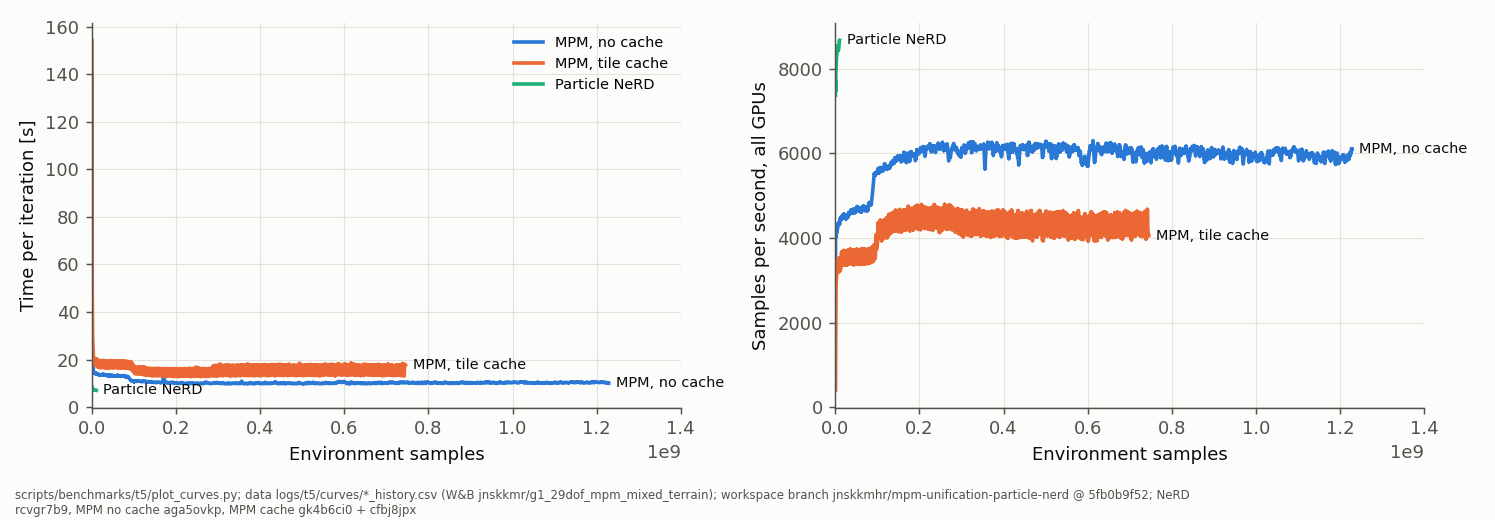 160
140
120
100
80
60
40
20
0
Time per iteration [s]
MPM, no cache
MPM, tile cache
Particle NeRD
MPM, tile cache
MPM, no cache
Particle NeRD
0.0 0.2 0.4 0.6 0.8 1.0 1.2 1.4
1e9
Environment samples
8000
6000
4000
2000
0
Samples per second, all GPUs
Particle NeRD
MPM, no cache
MPM, tile cache
0.0 0.2 0.4 0.6 0.8 1.0 1.2 1.4
1e9
Environment samples
scripts/benchmarks/t5/plot_curves.py; data logs/t5/curves/*_history.csv (W&B jnskkmr/g1_29dof_mpm_mixed_terrain); workspace branch jnskkmhr/mpm-unification-particle-nerd @ 5fb0b9f52; NeRD
rcvgr7b9, MPM no cache aga5ovkp, MPM cache gk4b6ci0 + cfbj8jpx